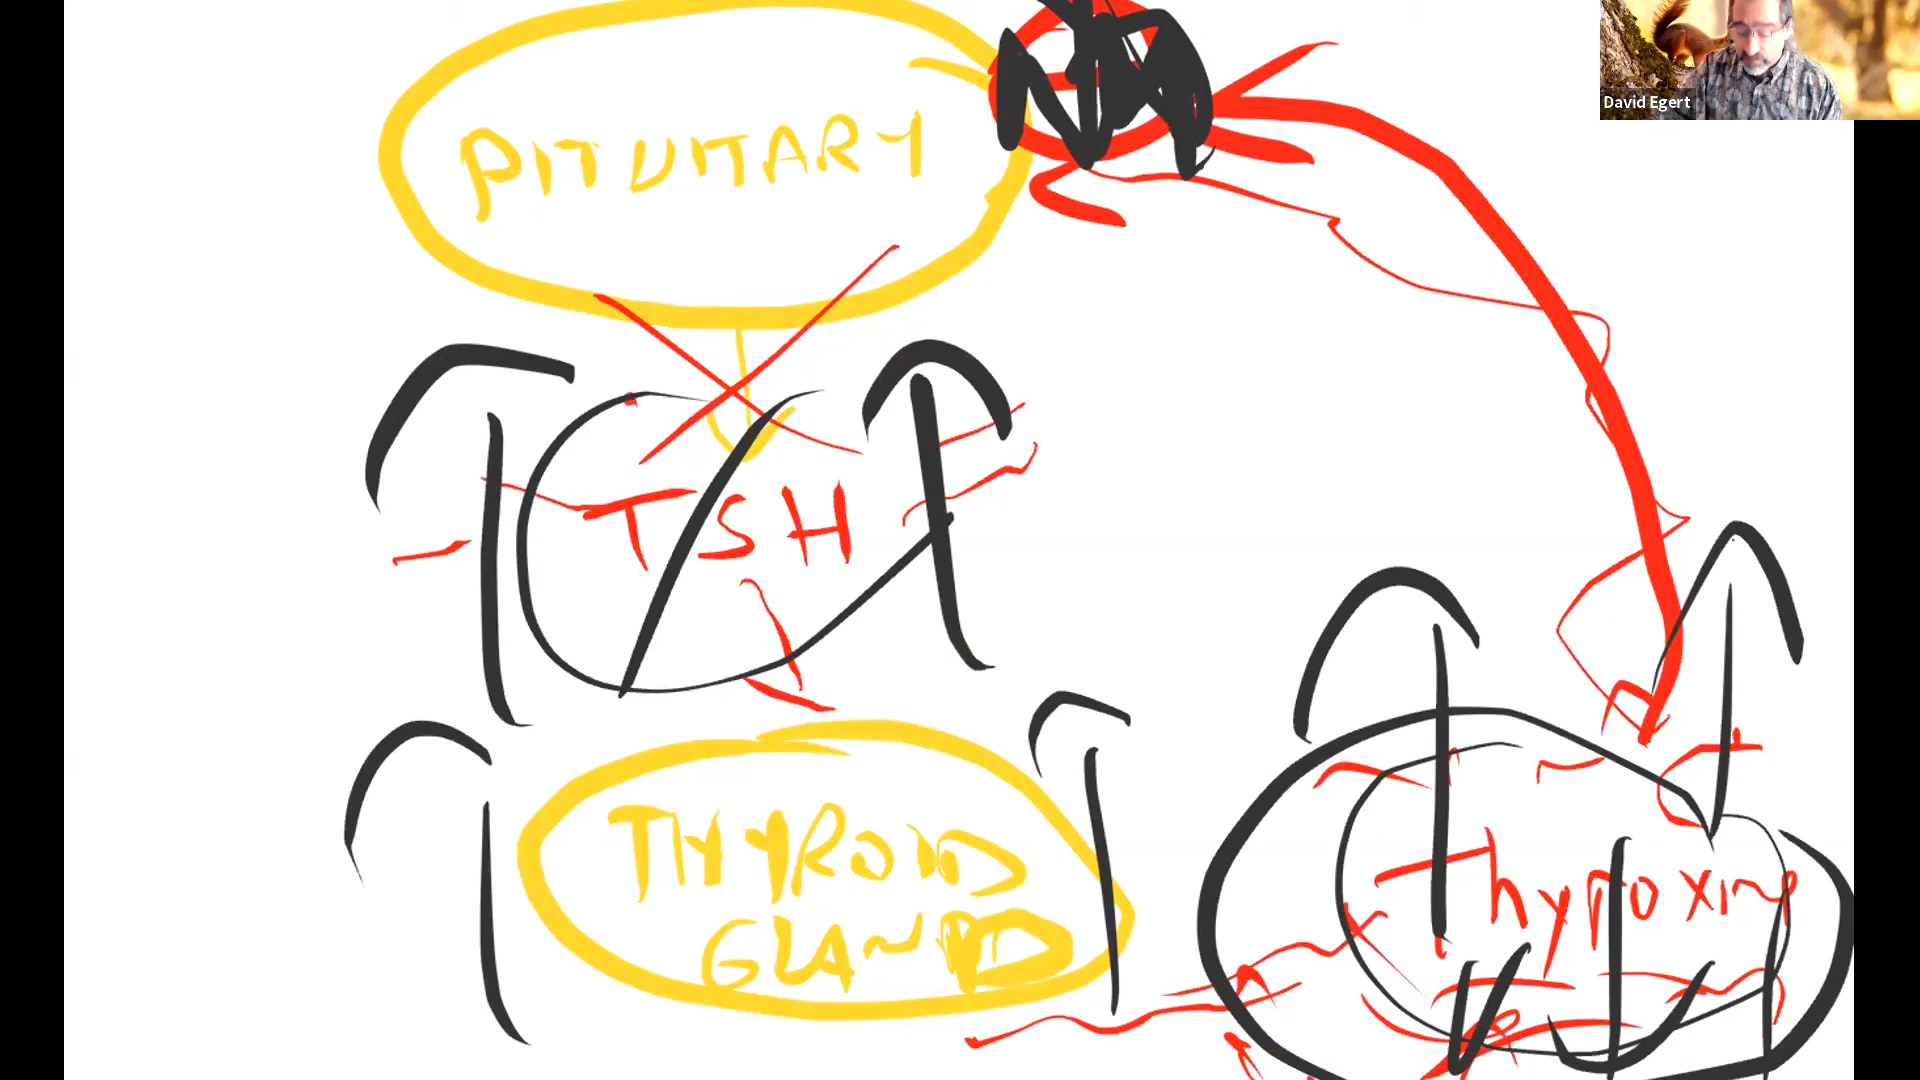 PITUITARY
David Egert
TSH
THYROID
GLAND
Thyroxine